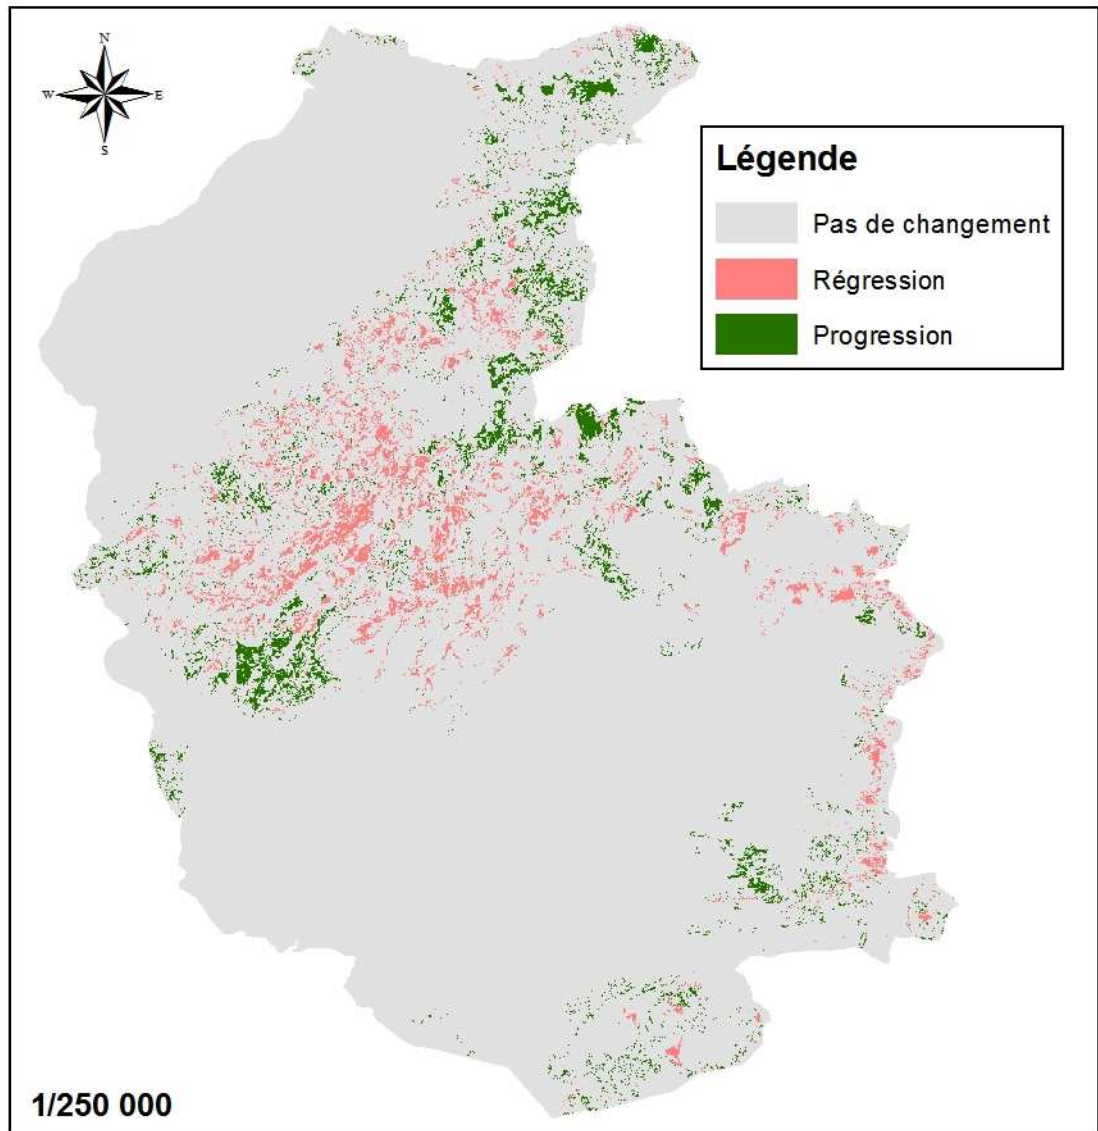 N
W E
S
Légende
Pas de changement
Régression
Progression
1/250 000